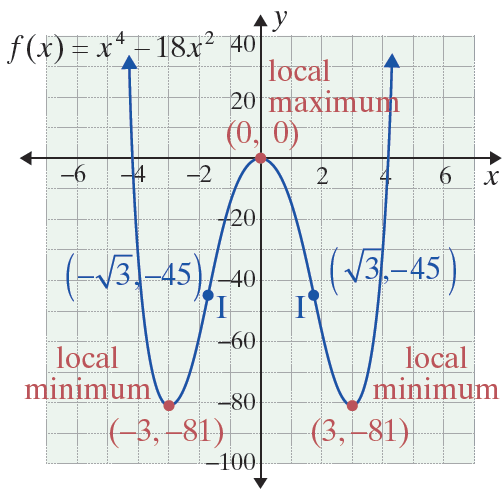 f(x) = x⁴ − 18x²
y
40
local
maximum
20
(0, 0)
−6 −4 −2 2 4 6 x
−20
(−√3, −45) −40 (√3, −45)
I I
−60
local local
minimum minimum
−80
(−3, −81) (3, −81)
−100